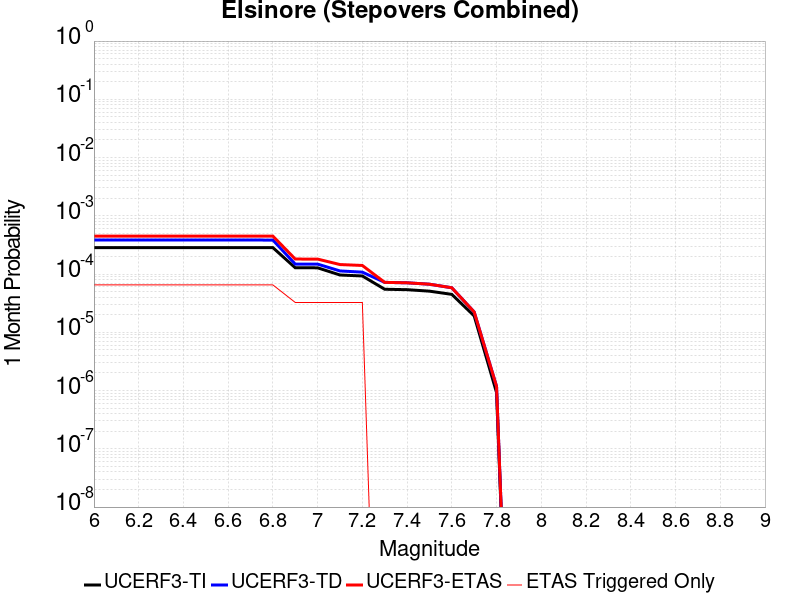 Elsinore (Stepovers Combined)
10^0
10^-1
10^-2
10^-3
10^-4
10^-5
10^-6
10^-7
10^-8
1 Month Probability
6 6.2 6.4 6.6 6.8 7 7.2 7.4 7.6 7.8 8 8.2 8.4 8.6 8.8 9
Magnitude
UCERF3-TI UCERF3-TD UCERF3-ETAS ETAS Triggered Only